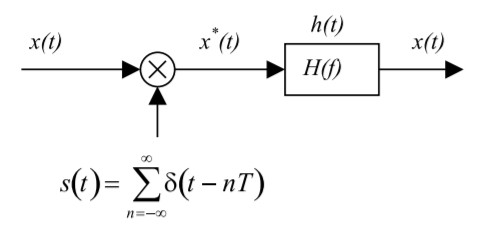 h(t)
x(t) x*(t) x(t)
H(f)
s(t) = ∑_{n=-∞}^{∞} δ(t - nT)